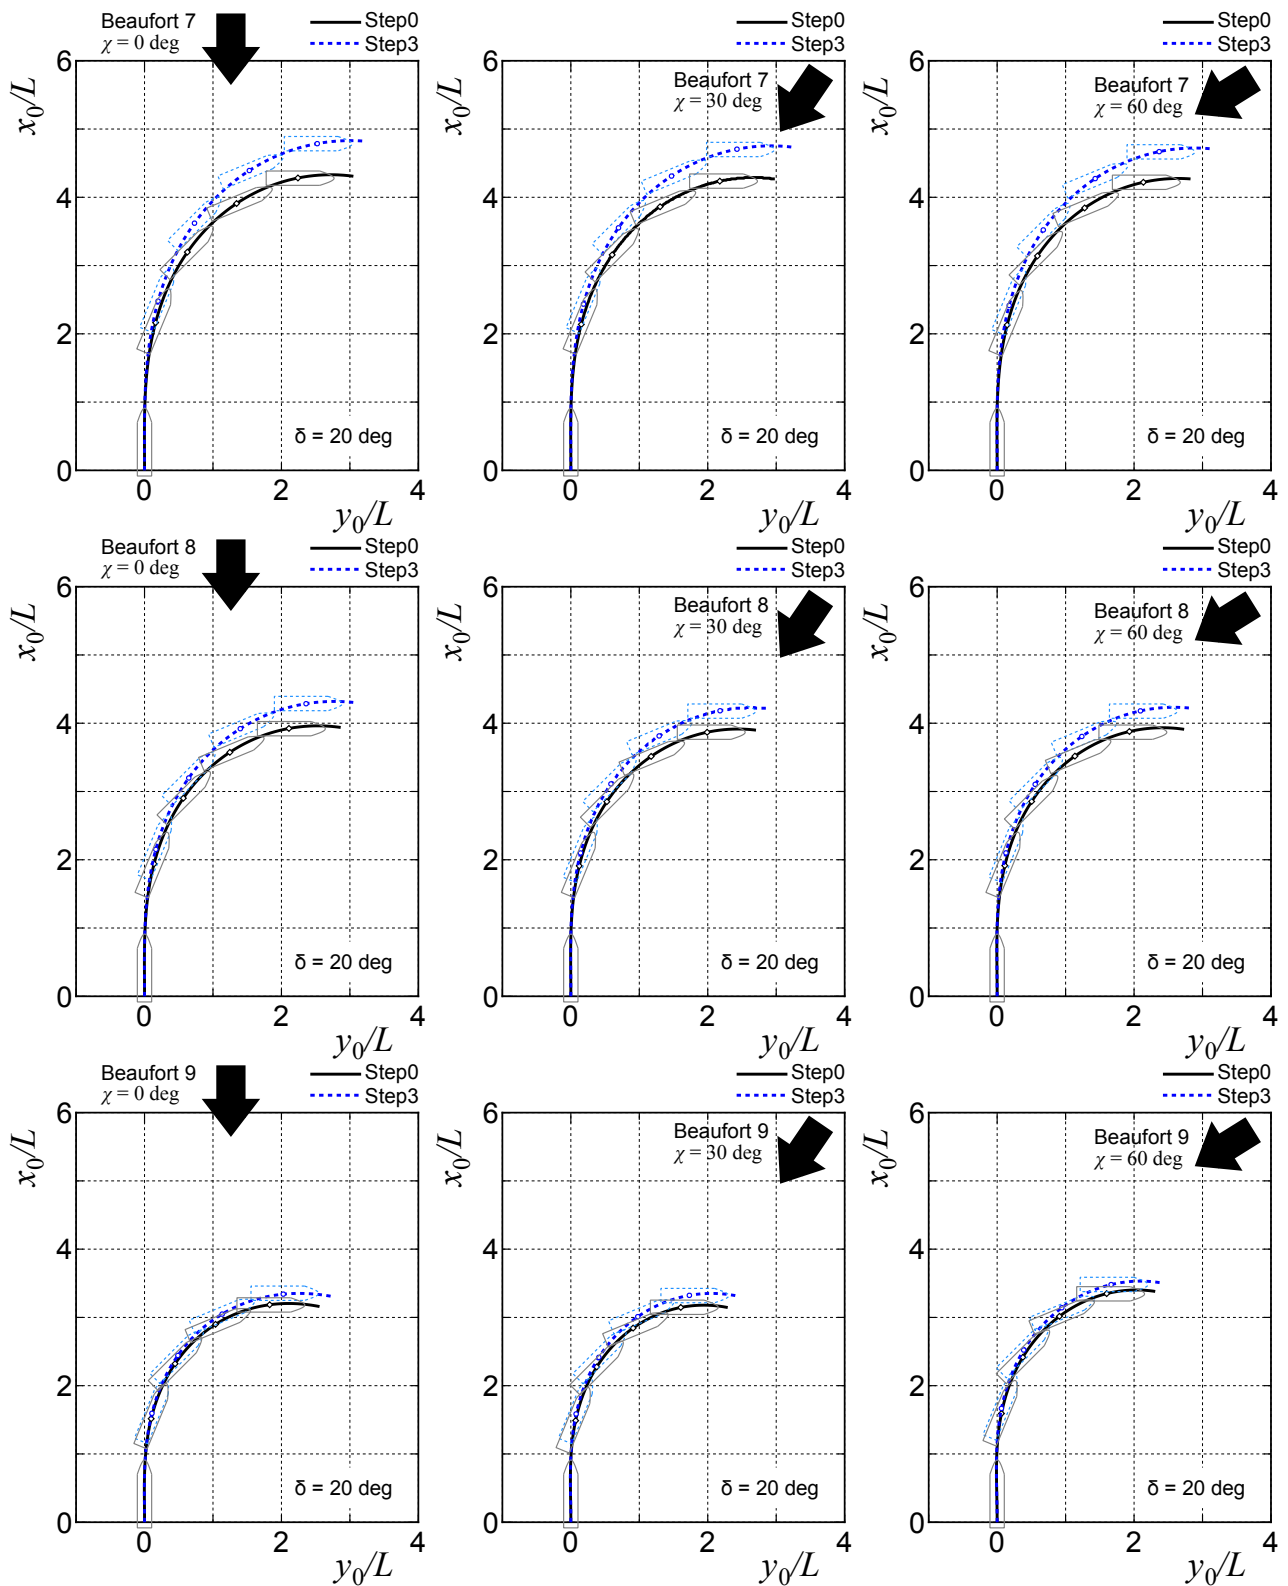 Beaufort 7
χ = 0 deg
Step0
Step3
x0/L
6
4
2
0
δ = 20 deg
0 2 4
y0/L
Step0
Step3
Beaufort 7
χ = 30 deg
x0/L
6
4
2
0
δ = 20 deg
0 2 4
y0/L
Step0
Step3
Beaufort 7
χ = 60 deg
x0/L
6
4
2
0
δ = 20 deg
0 2 4
y0/L
Beaufort 8
χ = 0 deg
Step0
Step3
x0/L
6
4
2
0
δ = 20 deg
0 2 4
y0/L
Step0
Step3
Beaufort 8
χ = 30 deg
x0/L
6
4
2
0
δ = 20 deg
0 2 4
y0/L
Step0
Step3
Beaufort 8
χ = 60 deg
x0/L
6
4
2
0
δ = 20 deg
0 2 4
y0/L
Beaufort 9
χ = 0 deg
Step0
Step3
x0/L
6
4
2
0
δ = 20 deg
0 2 4
y0/L
Step0
Step3
Beaufort 9
χ = 30 deg
x0/L
6
4
2
0
δ = 20 deg
0 2 4
y0/L
Step0
Step3
Beaufort 9
χ = 60 deg
x0/L
6
4
2
0
δ = 20 deg
0 2 4
y0/L